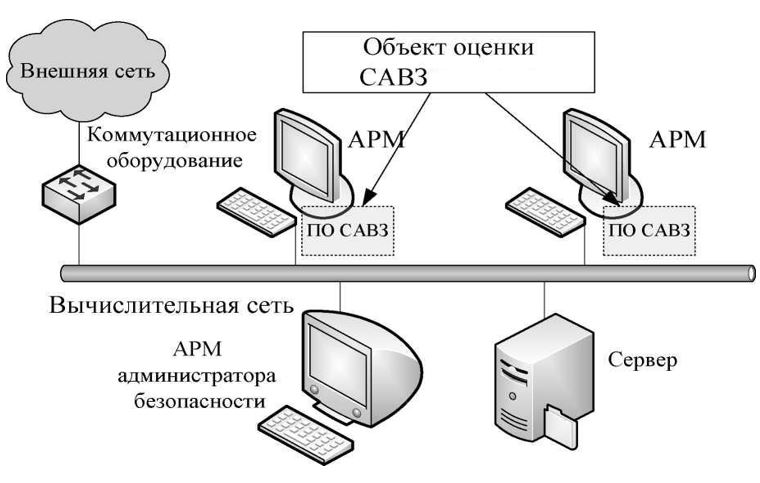 Объект оценки
САВЗ
Внешняя сеть
Коммутационное
оборудование
АРМ
АРМ
ПО САВЗ
ПО САВЗ
Вычислительная сеть
АРМ
администратора
безопасности
Сервер